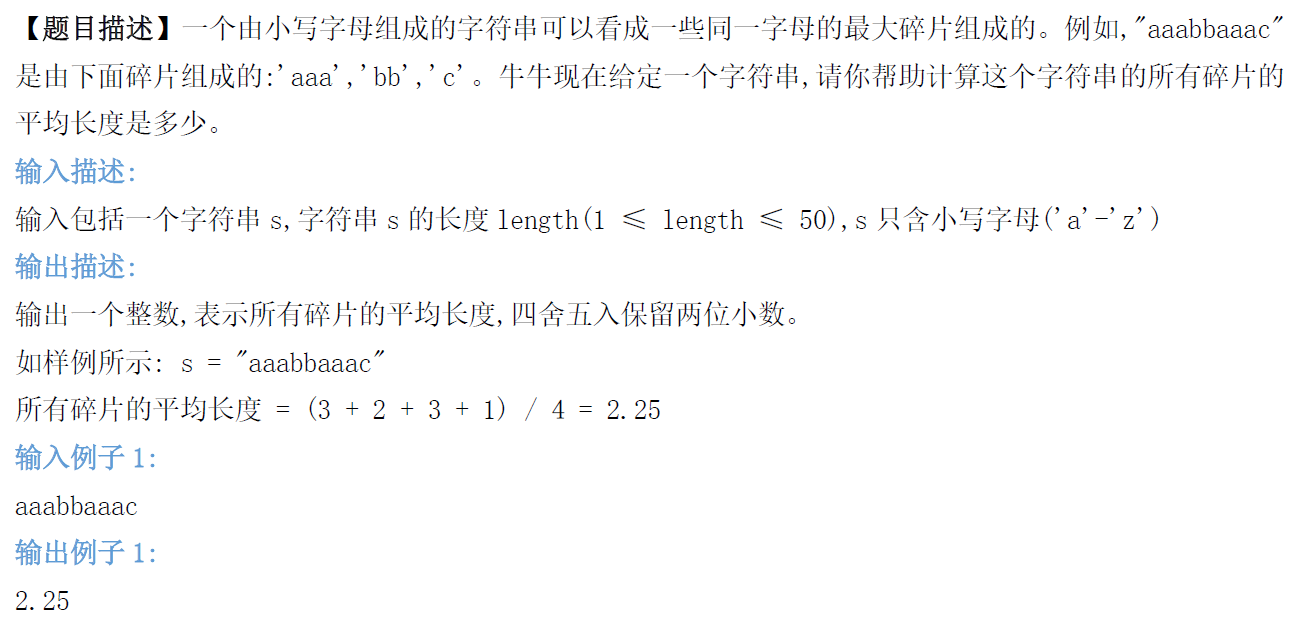 【题目描述】一个由小写字母组成的字符串可以看成一些同一字母的最大碎片组成的。例如,"aaabbaaac"
是由下面碎片组成的:'aaa','bb','c'。牛牛现在给定一个字符串,请你帮助计算这个字符串的所有碎片的
平均长度是多少。
输入描述:
输入包括一个字符串 s,字符串 s 的长度 length(1 ≤ length ≤ 50),s 只含小写字母('a'-'z')
输出描述:
输出一个整数,表示所有碎片的平均长度,四舍五入保留两位小数。
如样例所示: s = "aaabbaaac"
所有碎片的平均长度 = (3 + 2 + 3 + 1) / 4 = 2.25
输入例子 1:
aaabbaaac
输出例子 1:
2.25